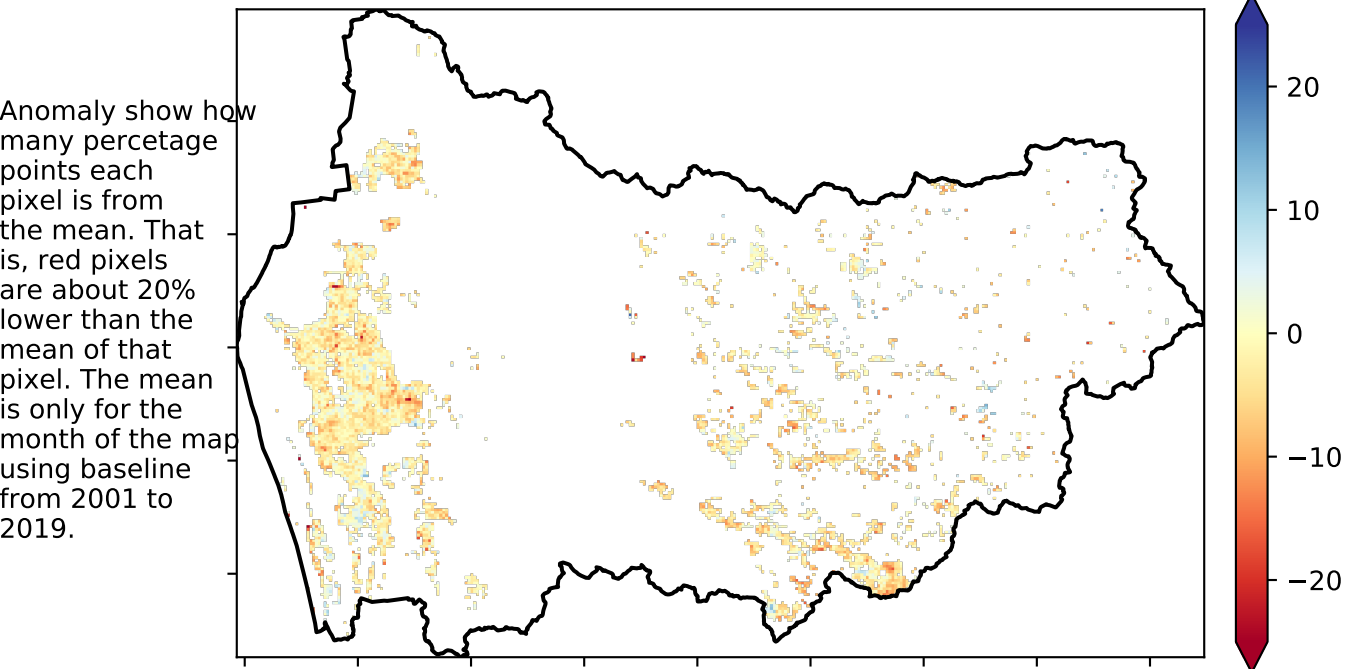 Anomaly show how
many percetage
points each
pixel is from
the mean. That
is, red pixels
are about 20%
lower than the
mean of that
pixel. The mean
is only for the
month of the map
using baseline
from 2001 to
2019.
20
10
0
−10
−20